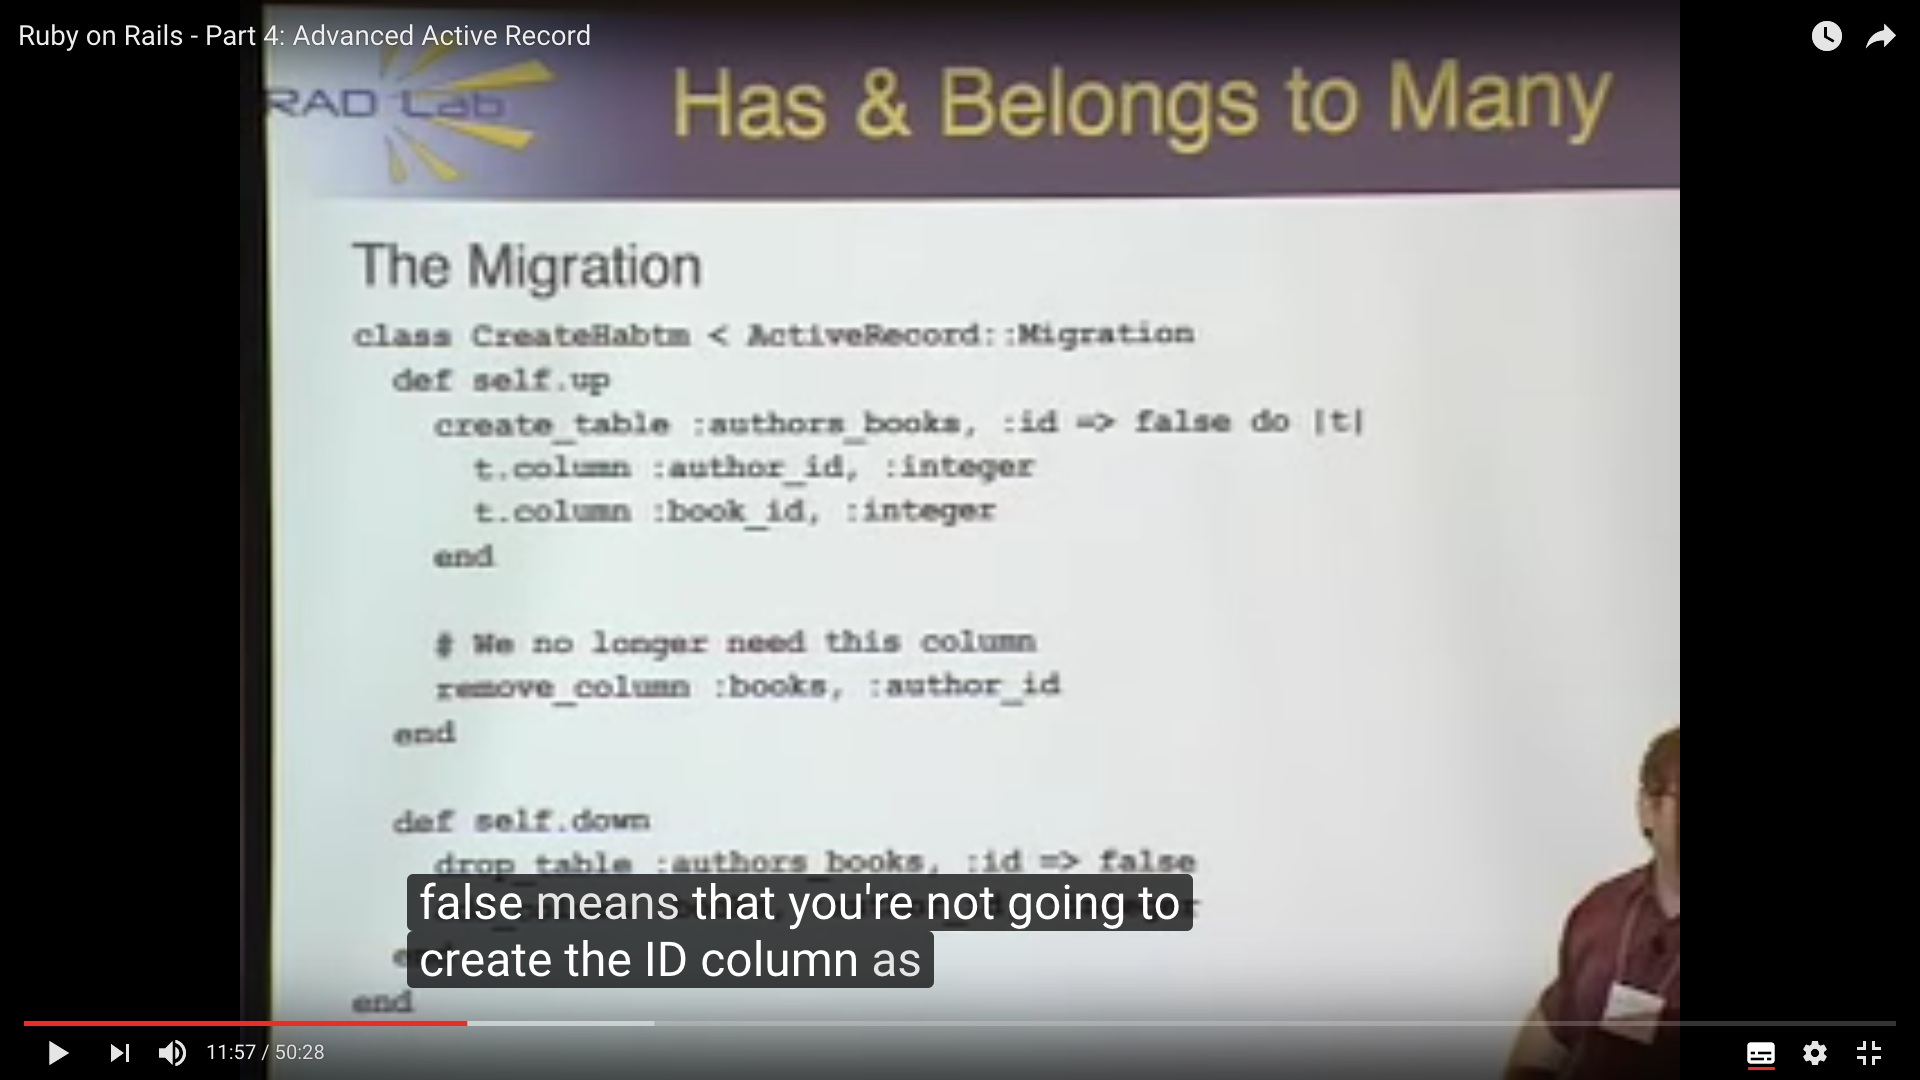 Ruby on Rails - Part 4: Advanced Active Record
RAD Lab
Has & Belongs to Many
The Migration
class CreateHabtm < ActiveRecord::Migration
def self.up
create_table :authors_books, :id => false do |t|
t.column :author_id, :integer
t.column :book_id, :integer
end
# We no longer need this column
remove_column :books, :author_id
end
def self.down
drop_table :authors_books, :id => false
false means that you're not going to
create the ID column as
end
11:57 / 50:28